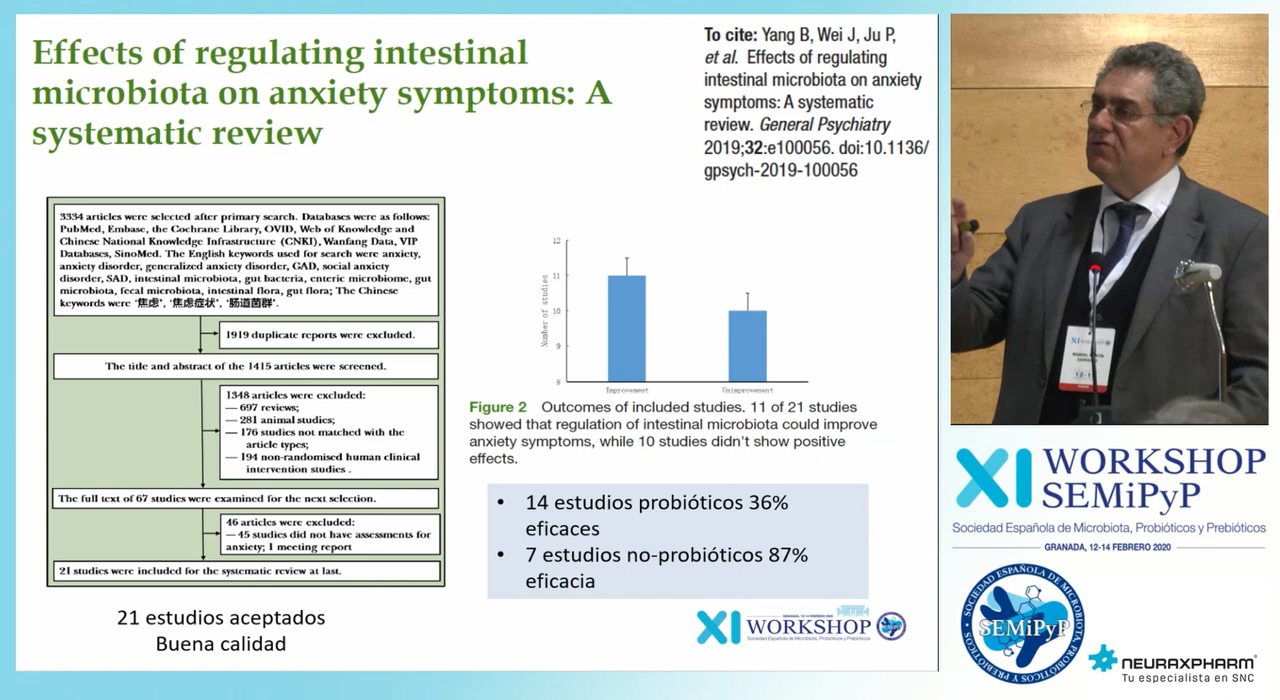 Effects of regulating intestinal
microbiota on anxiety symptoms: A
systematic review
To cite: Yang B, Wei J, Ju P,
et al. Effects of regulating
intestinal microbiota on anxiety
symptoms: A systematic
review. General Psychiatry
2019;32:e100056. doi:10.1136/
gpsych-2019-100056
3334 articles were selected after primary search. Databases were as follows:
PubMed, Embase, the Cochrane Library, OVID, Web of Knowledge and
Chinese National Knowledge Infrastructure (CNKI), Wanfang Data, VIP
Databases, SinoMed. The English keywords used for search were anxiety,
anxiety disorder, generalized anxiety disorder, GAD, social anxiety
disorder, SAD, intestinal microbiota, gut bacteria, enteric microbiome, gut
microbiota, fecal microbiota, intestinal flora, gut flora; The Chinese
keywords were '焦虑', '焦虑症状', '肠道菌群'.
1919 duplicate reports were excluded.
The title and abstract of the 1415 articles were screened.
1348 articles were excluded:
— 697 reviews;
— 281 animal studies;
— 176 studies not matched with the
article types;
— 194 non-randomised human clinical
intervention studies .
The full text of 67 studies were examined for the next selection.
46 articles were excluded:
— 45 studies did not have assessments for
anxiety; 1 meeting report
21 studies were included for the systematic review at last.
21 estudios aceptados
Buena calidad
Number of studies
12
11
10
9
8
Improvement
Unimprovement
Figure 2 Outcomes of included studies. 11 of 21 studies
showed that regulation of intestinal microbiota could improve
anxiety symptoms, while 10 studies didn't show positive
effects.
• 14 estudios probióticos 36%
eficaces
• 7 estudios no-probióticos 87%
eficacia
GRANADA, 12-14 FEBRERO 2020
XI WORKSHOP
Sociedad Española de Microbiota, Probióticos y Prebióticos
XI
XI WORKSHOP
SEMiPyP
Sociedad Española de Microbiota, Probióticos y Prebióticos
GRANADA, 12-14 FEBRERO 2020
SOCIEDAD ESPAÑOLA DE MICROBIOTA, PROBIÓTICOS Y PREBIÓTICOS
SEMiPyP
NEURAXPHARM
Tu especialista en SNC